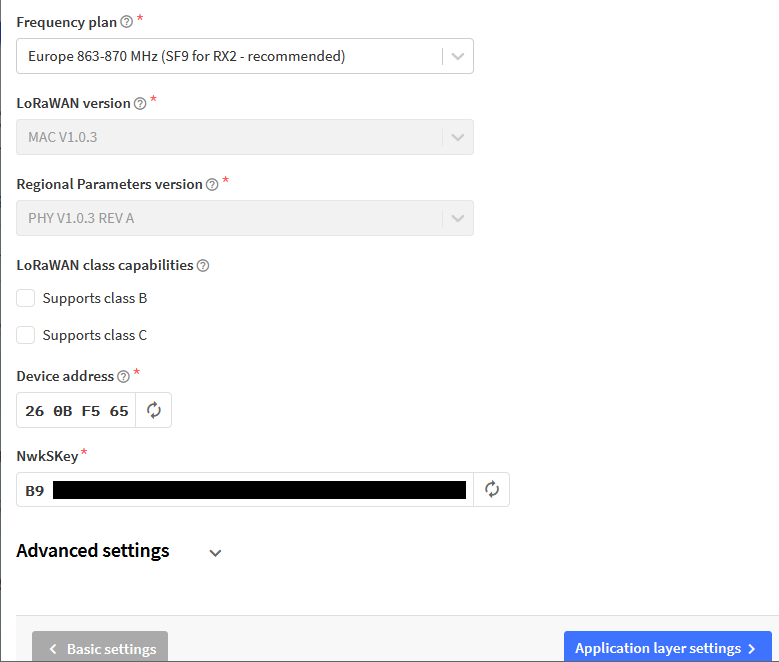 Frequency plan *
Europe 863-870 MHz (SF9 for RX2 - recommended)
LoRaWAN version *
MAC V1.0.3
Regional Parameters version *
PHY V1.0.3 REV A
LoRaWAN class capabilities
Supports class B
Supports class C
Device address *
26 0B F5 65
NwkSKey *
B9
Advanced settings
Basic settings
Application layer settings